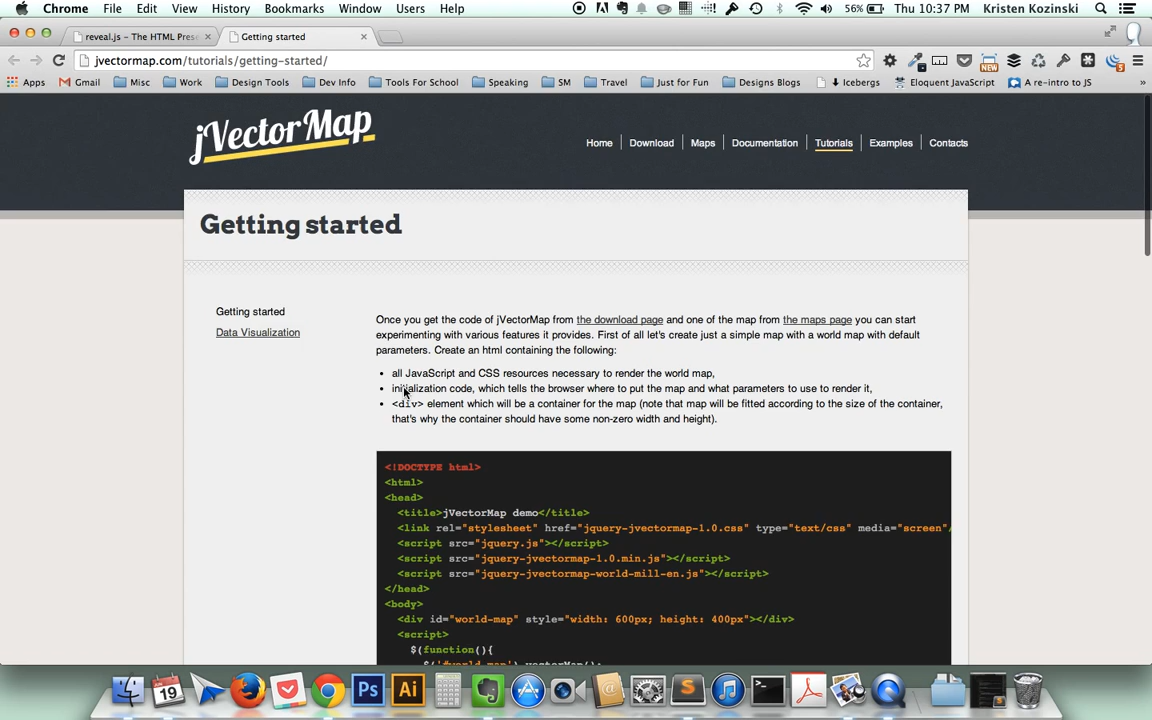 Chrome File Edit View History Bookmarks Window Users Help 56% Thu 10:37 PM Kristen Kozinski
reveal.js – The HTML Pres
Getting started
jvectormap.com/tutorials/getting-started/
NEW
5
Apps Gmail Misc Work Design Tools Dev Info Tools For School Speaking SM Travel Just for Fun Designs Blogs Icebergs Eloquent JavaScript A re-intro to JS »
jVectorMap
Home Download Maps Documentation Tutorials Examples Contacts
Getting started
Getting started
Data Visualization
Once you get the code of jVectorMap from the download page and one of the map from the maps page you can start
experimenting with various features it provides. First of all let's create just a simple map with a world map with default
parameters. Create an html containing the following:
• all JavaScript and CSS resources necessary to render the world map,
• initialization code, which tells the browser where to put the map and what parameters to use to render it,
• <div> element which will be a container for the map (note that map will be fitted according to the size of the container,
that's why the container should have some non-zero width and height).
<!DOCTYPE html>
<html>
<head>
<title>jVectorMap demo</title>
<link rel="stylesheet" href="jquery-jvectormap-1.0.css" type="text/css" media="screen"/
<script src="jquery.js"></script>
<script src="jquery-jvectormap-1.0.min.js"></script>
<script src="jquery-jvectormap-world-mill-en.js"></script>
</head>
<body>
<div id="world-map" style="width: 600px; height: 400px"></div>
<script>
$(function(){
$('#world-map').vectorMap();
19
Ps
Ai
S